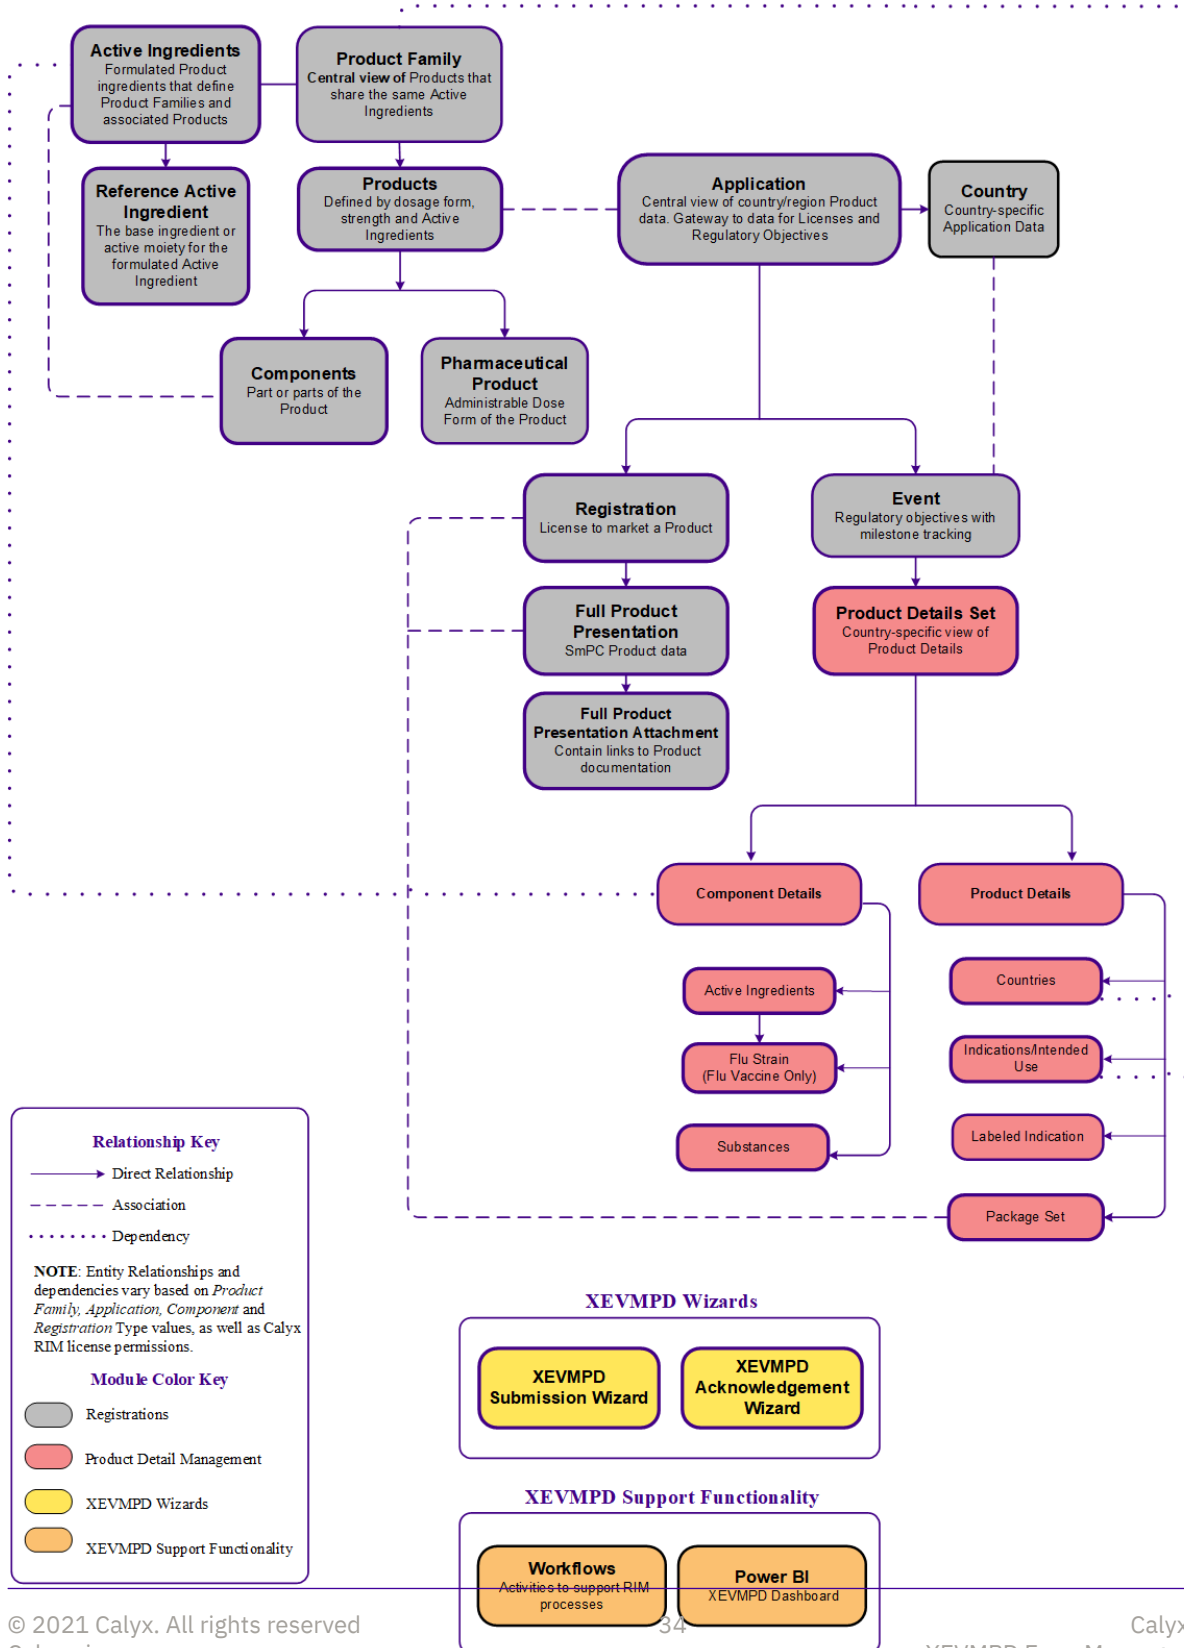 Active Ingredients
Formulated Product
ingredients that define
Product Families and
associated Products
Product Family
Central view of Products that
share the same Active
Ingredients
Reference Active
Ingredient
The base ingredient or
active moiety for the
formulated Active
Ingredient
Products
Defined by dosage form,
strength and Active
Ingredients
Application
Central view of country/region Product
data. Gateway to data for Licenses and
Regulatory Objectives
Country
Country-specific
Application Data
Components
Part or parts of the
Product
Pharmaceutical
Product
Administrable Dose
Form of the Product
Registration
License to market a Product
Event
Regulatory objectives with
milestone tracking
Full Product
Presentation
SmPC Product data
Product Details Set
Country-specific view of
Product Details
Full Product
Presentation Attachment
Contain links to Product
documentation
Component Details
Product Details
Active Ingredients
Countries
Flu Strain
(Flu Vaccine Only)
Indications/Intended
Use
Substances
Labeled Indication
Package Set
Relationship Key
Direct Relationship
Association
Dependency
NOTE: Entity Relationships and
dependencies vary based on Product
Family, Application, Component and
Registration Type values, as well as Calyx
RIM license permissions.
Module Color Key
Registrations
Product Detail Management
XEVMPD Wizards
XEVMPD Support Functionality
XEVMPD Wizards
XEVMPD
Submission Wizard
XEVMPD
Acknowledgement
Wizard
XEVMPD Support Functionality
Workflows
Activities to support RIM
processes
Power BI
XEVMPD Dashboard
© 2021 Calyx. All rights reserved
34
Calyx